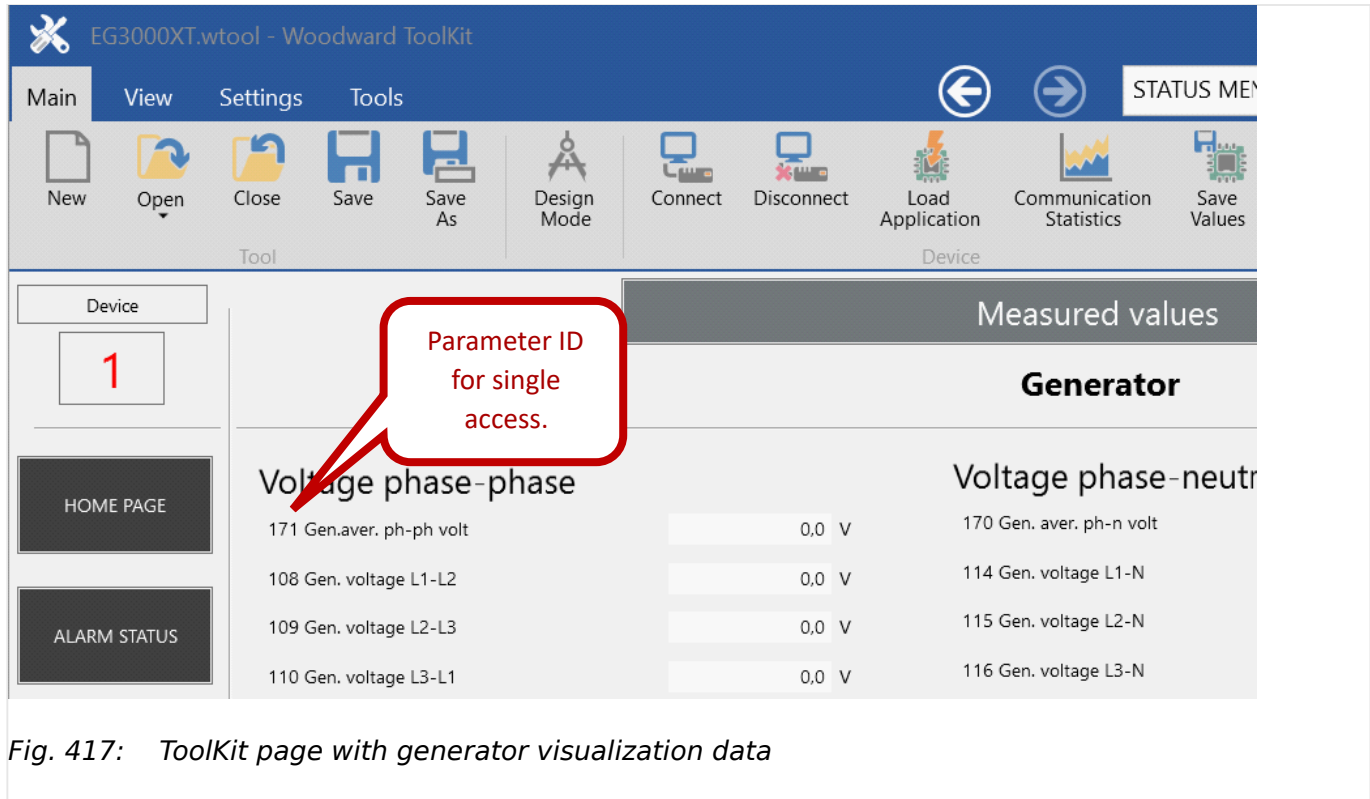 EG3000XT.wtool - Woodward ToolKit
Main View Settings Tools
STATUS MEN
New Open Close Save Save As Design Mode Connect Disconnect Load Application Communication Statistics Save Values
Tool Device
Device
1
Parameter ID
for single
access.
Measured values
Generator
HOME PAGE
ALARM STATUS
Voltage phase-phase
171 Gen.aver. ph-ph volt 0,0 V
108 Gen. voltage L1-L2 0,0 V
109 Gen. voltage L2-L3 0,0 V
110 Gen. voltage L3-L1 0,0 V
Voltage phase-neutr
170 Gen. aver. ph-n volt
114 Gen. voltage L1-N
115 Gen. voltage L2-N
116 Gen. voltage L3-N
Fig. 417: ToolKit page with generator visualization data